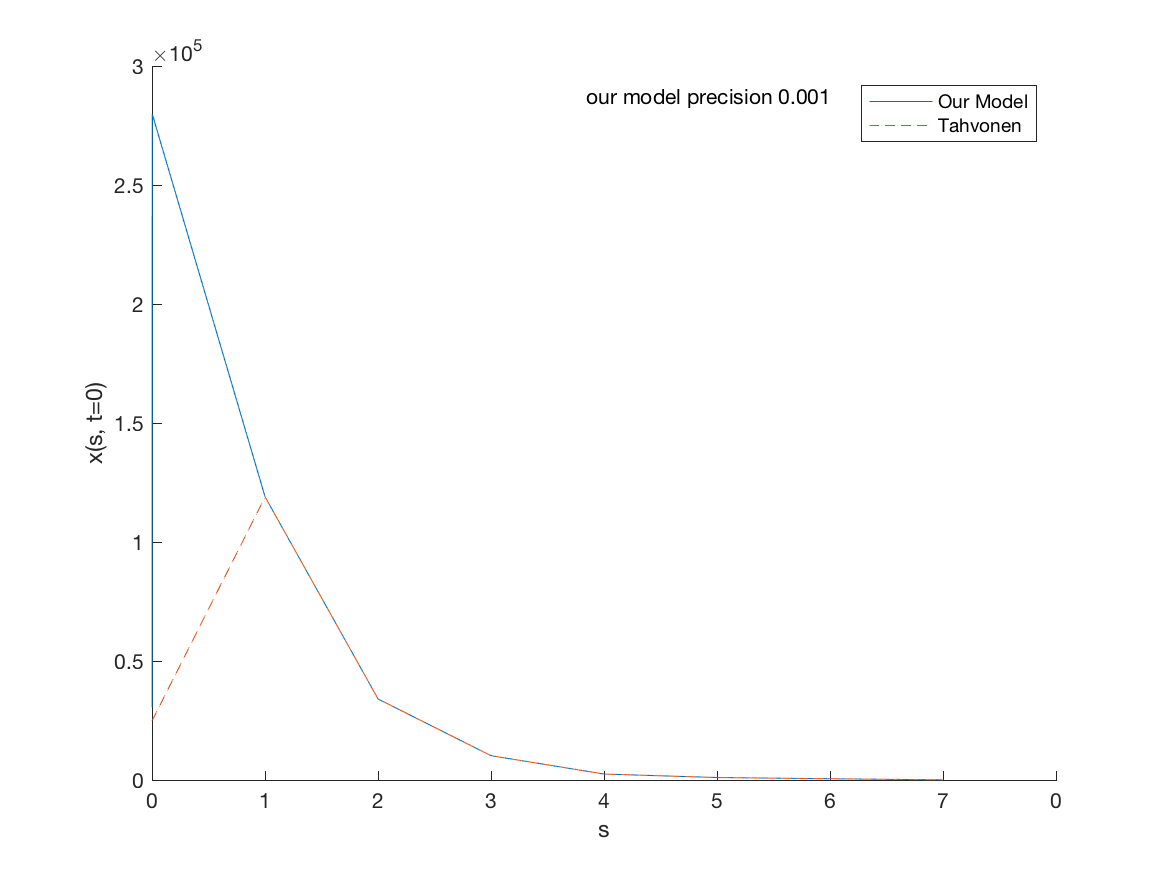 ×10^5
3
2.5
2
1.5
1
0.5
0
x(s, t=0)
our model precision 0.001
Our Model
Tahvonen
0 1 2 3 4 5 6 7 0
s